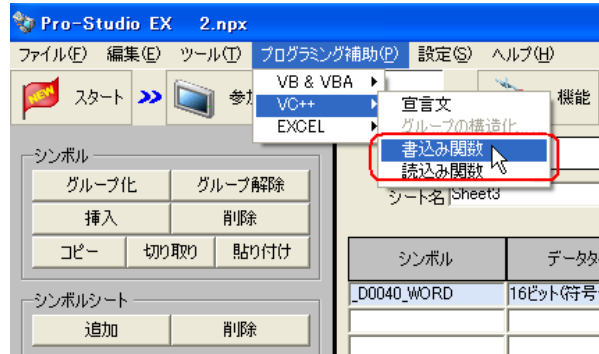 Pro-Studio EX 2.npx
ファイル(F) 編集(E) ツール(T) プログラミング補助(P) 設定(S) ヘルプ(H)
VB & VBA
VC++
EXCEL
宣言文
グループの構造化...
書込み関数
読込み関数
NEW スタート
機能
シンボル
グループ化 グループ解除
挿入 削除
コピー 切り取り 貼り付け
シンボルシート
追加 削除
シート名 Sheet3
シンボル
_D0040_WORD 16ビット(符号